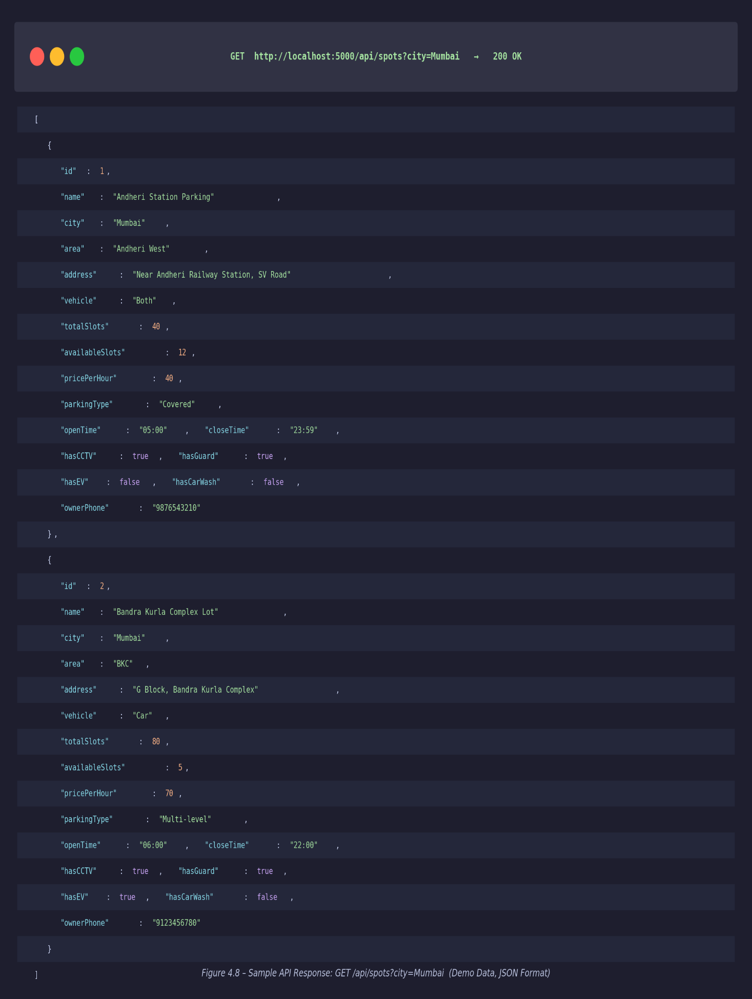 GET http://localhost:5000/api/spots?city=Mumbai → 200 OK
[
{
"id" : 1 ,
"name" : "Andheri Station Parking" ,
"city" : "Mumbai" ,
"area" : "Andheri West" ,
"address" : "Near Andheri Railway Station, SV Road" ,
"vehicle" : "Both" ,
"totalSlots" : 40 ,
"availableSlots" : 12 ,
"pricePerHour" : 40 ,
"parkingType" : "Covered" ,
"openTime" : "05:00" , "closeTime" : "23:59" ,
"hasCCTV" : true , "hasGuard" : true ,
"hasEV" : false , "hasCarWash" : false ,
"ownerPhone" : "9876543210"
} ,
{
"id" : 2 ,
"name" : "Bandra Kurla Complex Lot" ,
"city" : "Mumbai" ,
"area" : "BKC" ,
"address" : "G Block, Bandra Kurla Complex" ,
"vehicle" : "Car" ,
"totalSlots" : 80 ,
"availableSlots" : 5 ,
"pricePerHour" : 70 ,
"parkingType" : "Multi-level" ,
"openTime" : "06:00" , "closeTime" : "22:00" ,
"hasCCTV" : true , "hasGuard" : true ,
"hasEV" : true , "hasCarWash" : false ,
"ownerPhone" : "9123456780"
}
]
Figure 4.8 – Sample API Response: GET /api/spots?city=Mumbai (Demo Data, JSON Format)